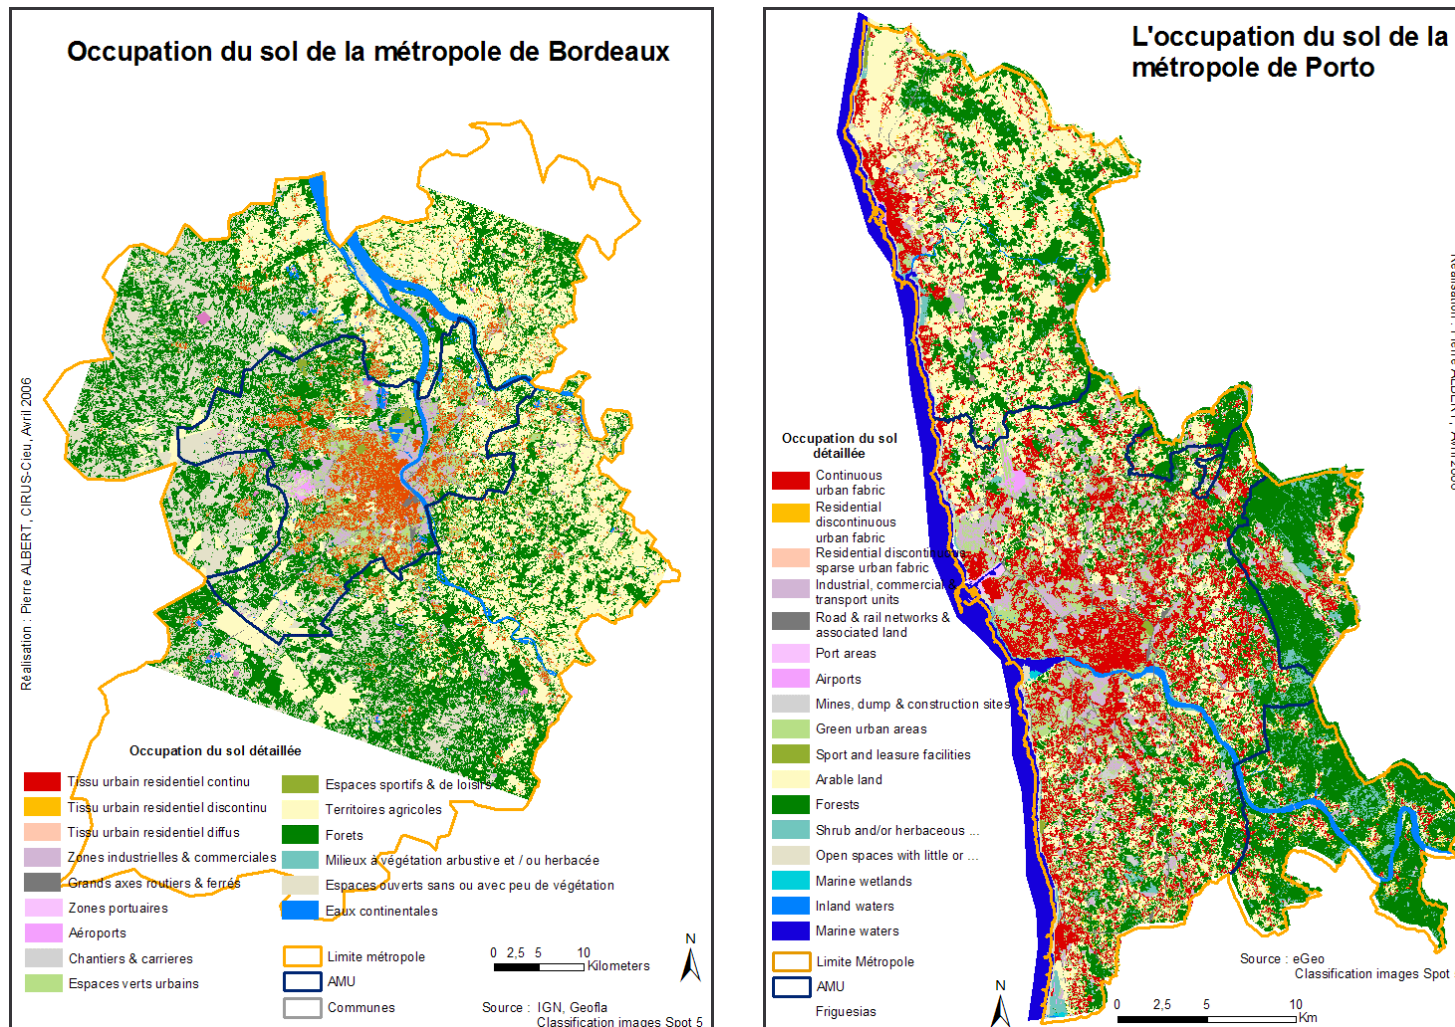 Occupation du sol de la métropole de Bordeaux
Réalisation : Pierre ALBERT, CIRUS-Cieu, Avril 2006
Occupation du sol détaillée
Tissu urbain residentiel continu
Tissu urbain residentiel discontinu
Tissu urbain residentiel diffus
Zones industrielles & commerciales
Grands axes routiers & ferrés
Zones portuaires
Aéroports
Chantiers & carrieres
Espaces verts urbains
Espaces sportifs & de loisirs
Territoires agricoles
Forets
Milieux à végétation arbustive et / ou herbacée
Espaces ouverts sans ou avec peu de végétation
Eaux continentales
Limite métropole
AMU
Communes
0 2,5 5 10
Kilometers
N
Source : IGN, Geofla
Classification images Spot 5
L'occupation du sol de la
métropole de Porto
Occupation du sol
détaillée
Continuous
urban fabric
Residential
discontinuous
urban fabric
Residential discontinuous
sparse urban fabric
Industrial, commercial &
transport units
Road & rail networks &
associated land
Port areas
Airports
Mines, dump & construction sites
Green urban areas
Sport and leasure facilities
Arable land
Forests
Shrub and/or herbaceous ...
Open spaces with little or ...
Marine wetlands
Inland waters
Marine waters
Limite Métropole
AMU
Friguesias
N
0 2,5 5 10
Km
Source : eGeo
Classification images Spot